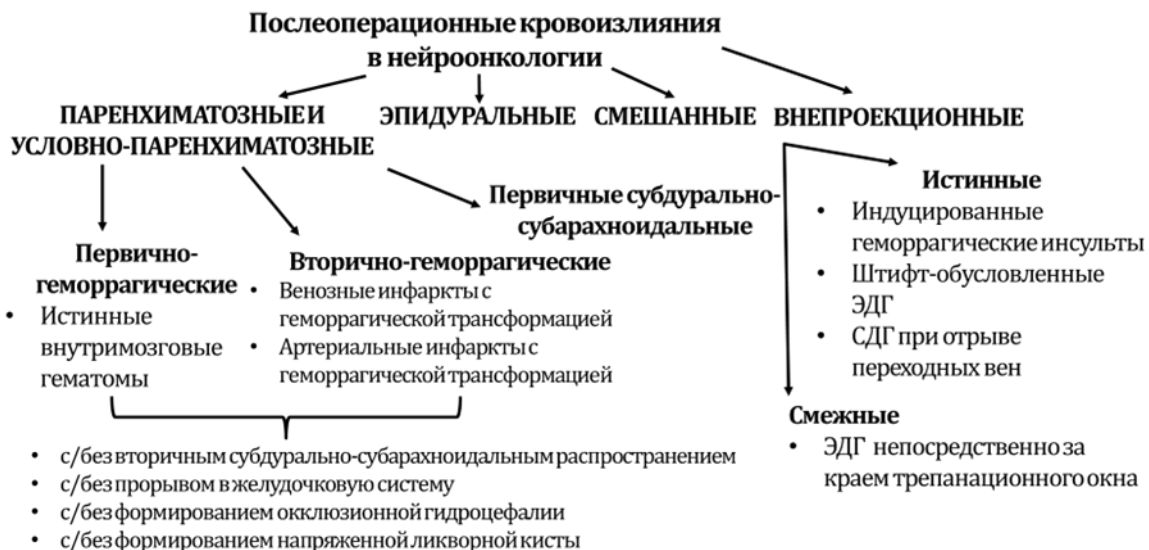 Послеоперационные кровоизлияния
в нейроонкологии
ПАРЕНХИМАТОЗНЫЕ И
УСЛОВНО-ПАРЕНХИМАТОЗНЫЕ
ЭПИДУРАЛЬНЫЕ
СМЕШАННЫЕ
ВНЕПРОЕКЦИОННЫЕ
Первично-
геморрагические
• Истинные
внутримозговые
гематомы
Вторично-геморрагические
• Венозные инфаркты с
геморрагической трансформацией
• Артериальные инфаркты с
геморрагической трансформацией
Первичные субдурально-
субарахноидальные
• с/без вторичным субдурально-субарахноидальным распространением
• с/без прорывом в желудочковую систему
• с/без формированием окклюзионной гидроцефалии
• с/без формированием напряженной ликворной кисты
Истинные
• Индуцированные
геморрагические инсульты
• Штифт-обусловленные
ЭДГ
• СДГ при отрыве
переходных вен
Смежные
• ЭДГ непосредственно за
краем трепанационного окна